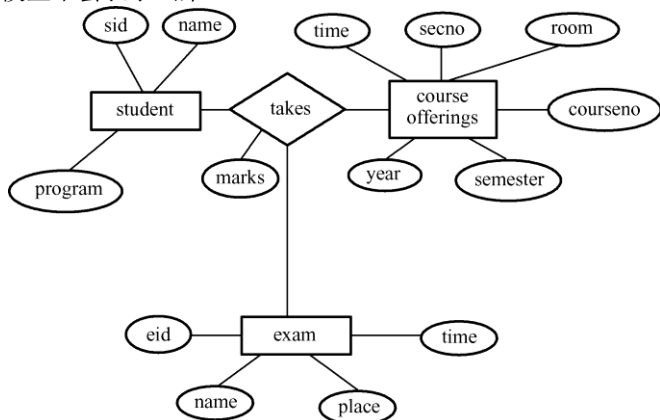 sid
name
time
secno
room
student
takes
course
offerings
courseno
program
marks
year
semester
eid
exam
time
name
place